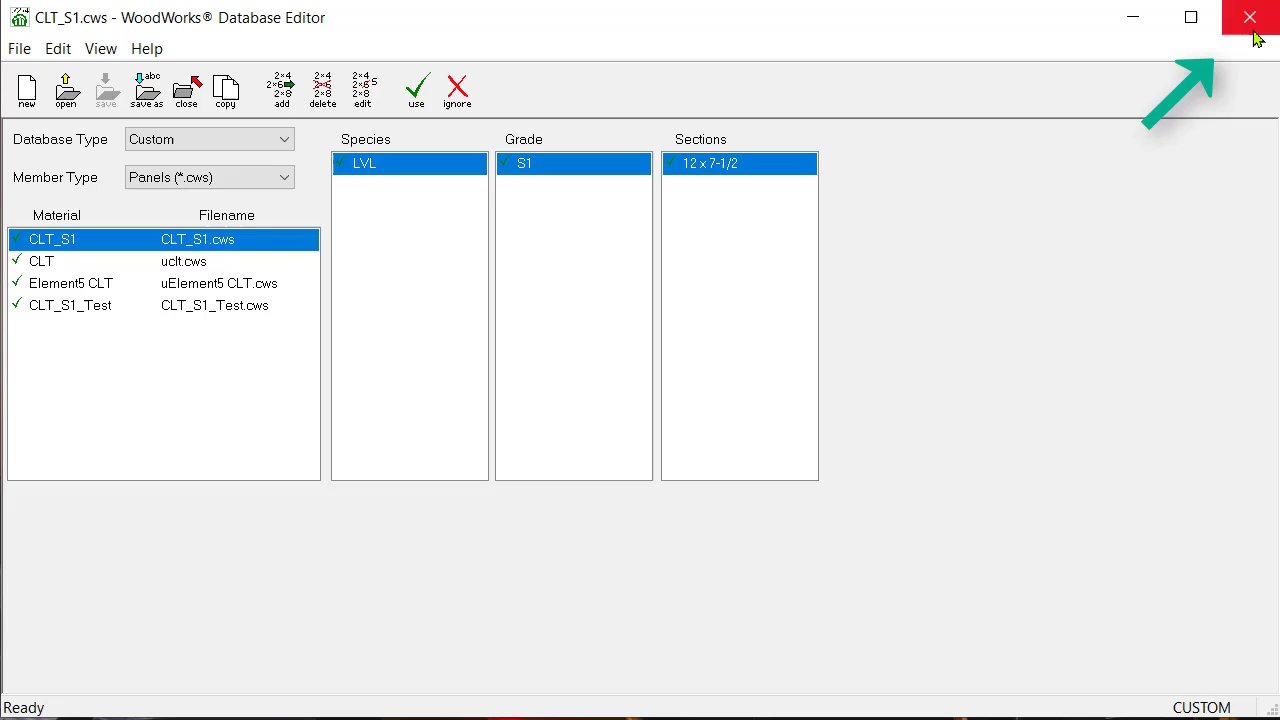 CLT_S1.cws - WoodWorks® Database Editor
File Edit View Help
new open save save as close copy add delete edit use ignore
Database Type Custom
Member Type Panels (*.cws)
Material Filename
CLT_S1 CLT_S1.cws
CLT uclt.cws
Element5 CLT uElement5 CLT.cws
CLT_S1_Test CLT_S1_Test.cws
Species
LVL
Grade
S1
Sections
12 x 7-1/2
Ready CUSTOM